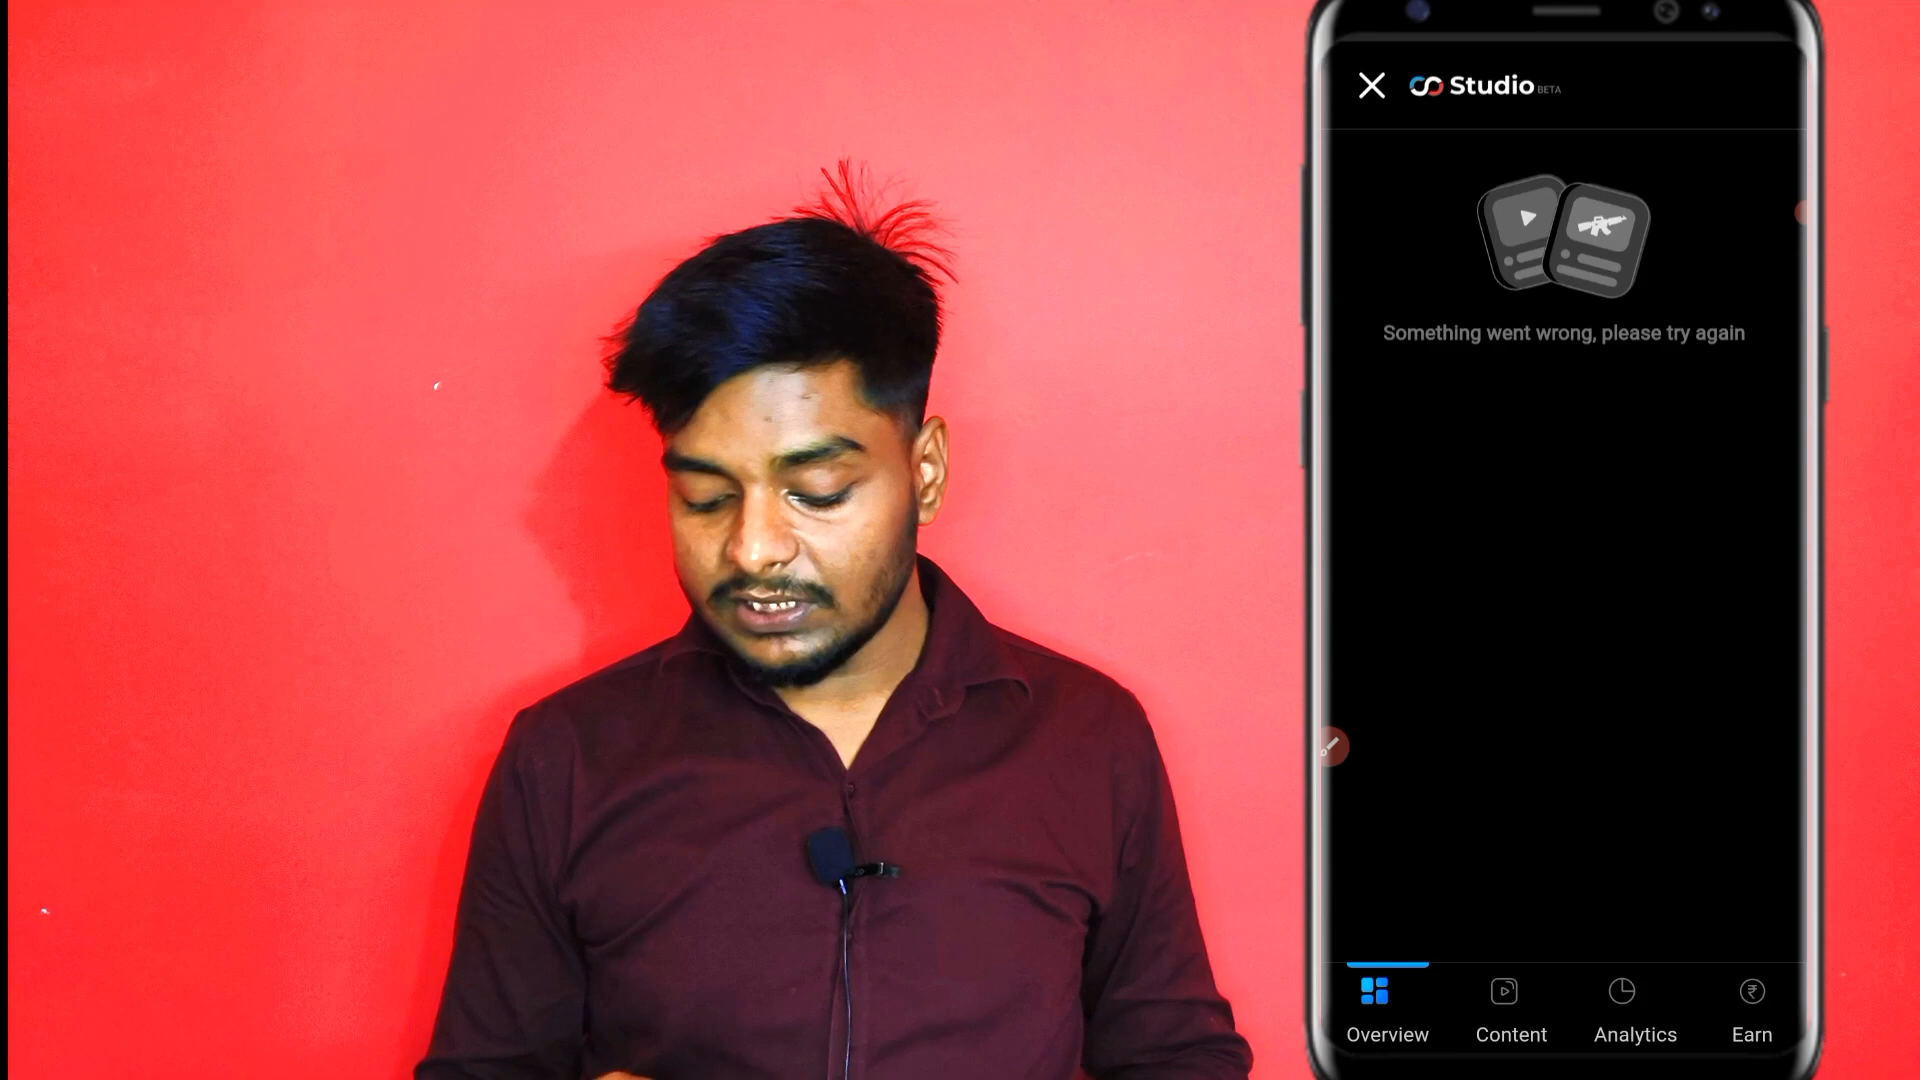 Studio BETA
Something went wrong, please try again
Overview Content Analytics Earn